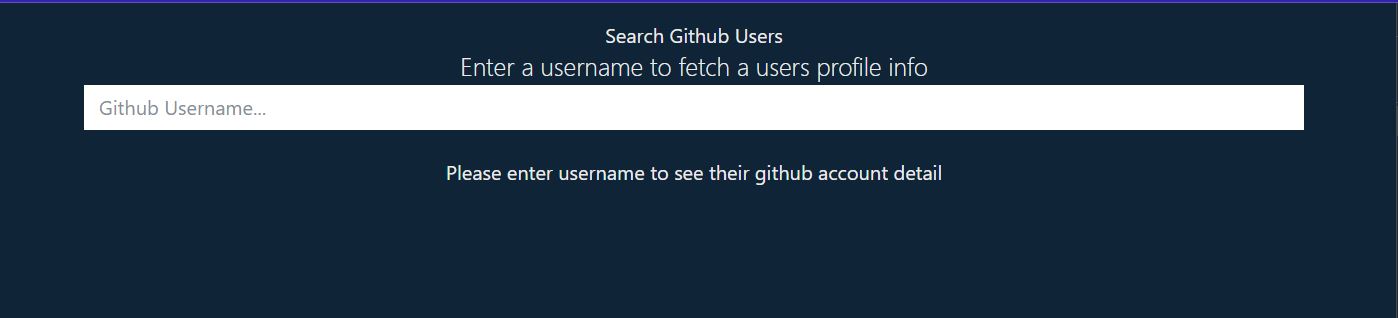 Search Github Users
Enter a username to fetch a users profile info
Github Username...
Please enter username to see their github account detail